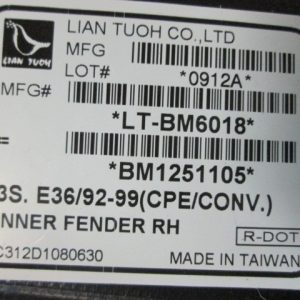 LIAN TUOH CO.,LTD
LIAN TUOH
MFG
LOT#
*0912A*
MFG#
*LT-BM6018*
*BM1251105*
3S. E36/92-99(CPE/CONV.)
NNER FENDER RH
R-DOT
C312D1080630
MADE IN TAIWAN